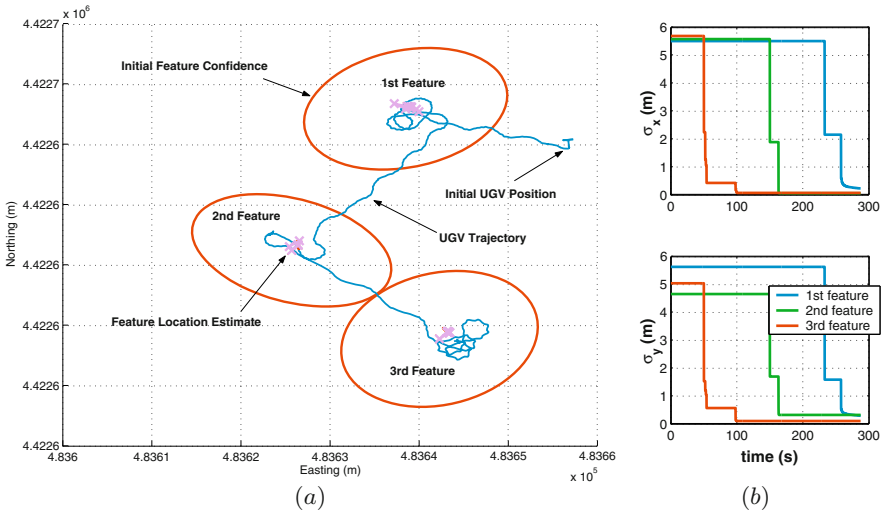 x 10^6
4.4227
4.4227
4.4226
4.4226
4.4226
4.4226
4.4226
4.4226
Northing (m)
4.836
4.8361
4.8362
4.8363
4.8364
4.8365
4.8366
Easting (m)
x 10^5
Initial Feature Confidence
1st Feature
Initial UGV Position
2nd Feature
UGV Trajectory
Feature Location Estimate
3rd Feature
(a)
6
5
4
3
2
1
0
σx (m)
0
100
200
300
6
5
4
3
2
1
0
σy (m)
1st feature
2nd feature
3rd feature
0
100
200
300
time (s)
(b)